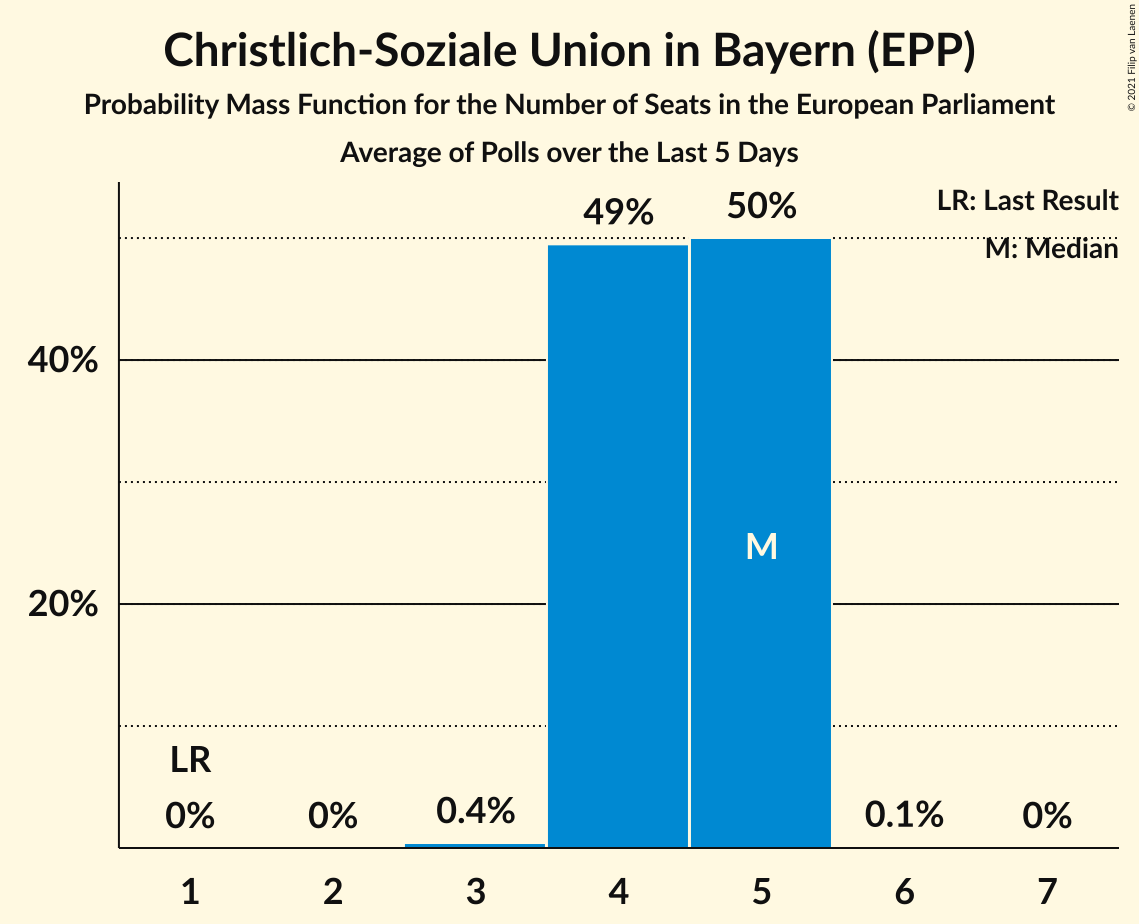 Christlich-Soziale Union in Bayern (EPP)
Probability Mass Function for the Number of Seats in the European Parliament
Average of Polls over the Last 5 Days
© 2021 Filip van Laenen
LR: Last Result
M: Median
49%
50%
40%
20%
M
LR
0%
0%
0.4%
0.1%
0%
1
2
3
4
5
6
7